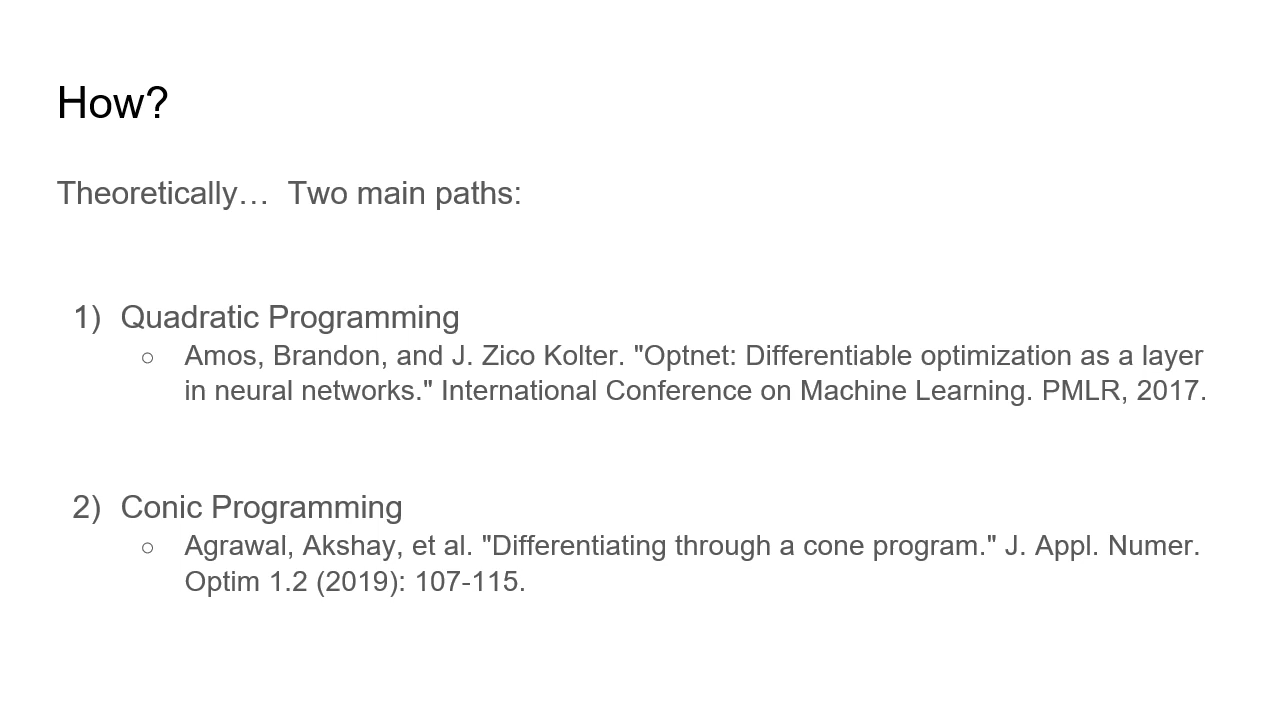 How?
Theoretically… Two main paths:
1) Quadratic Programming
○ Amos, Brandon, and J. Zico Kolter. "Optnet: Differentiable optimization as a layer
in neural networks." International Conference on Machine Learning. PMLR, 2017.
2) Conic Programming
○ Agrawal, Akshay, et al. "Differentiating through a cone program." J. Appl. Numer.
Optim 1.2 (2019): 107-115.